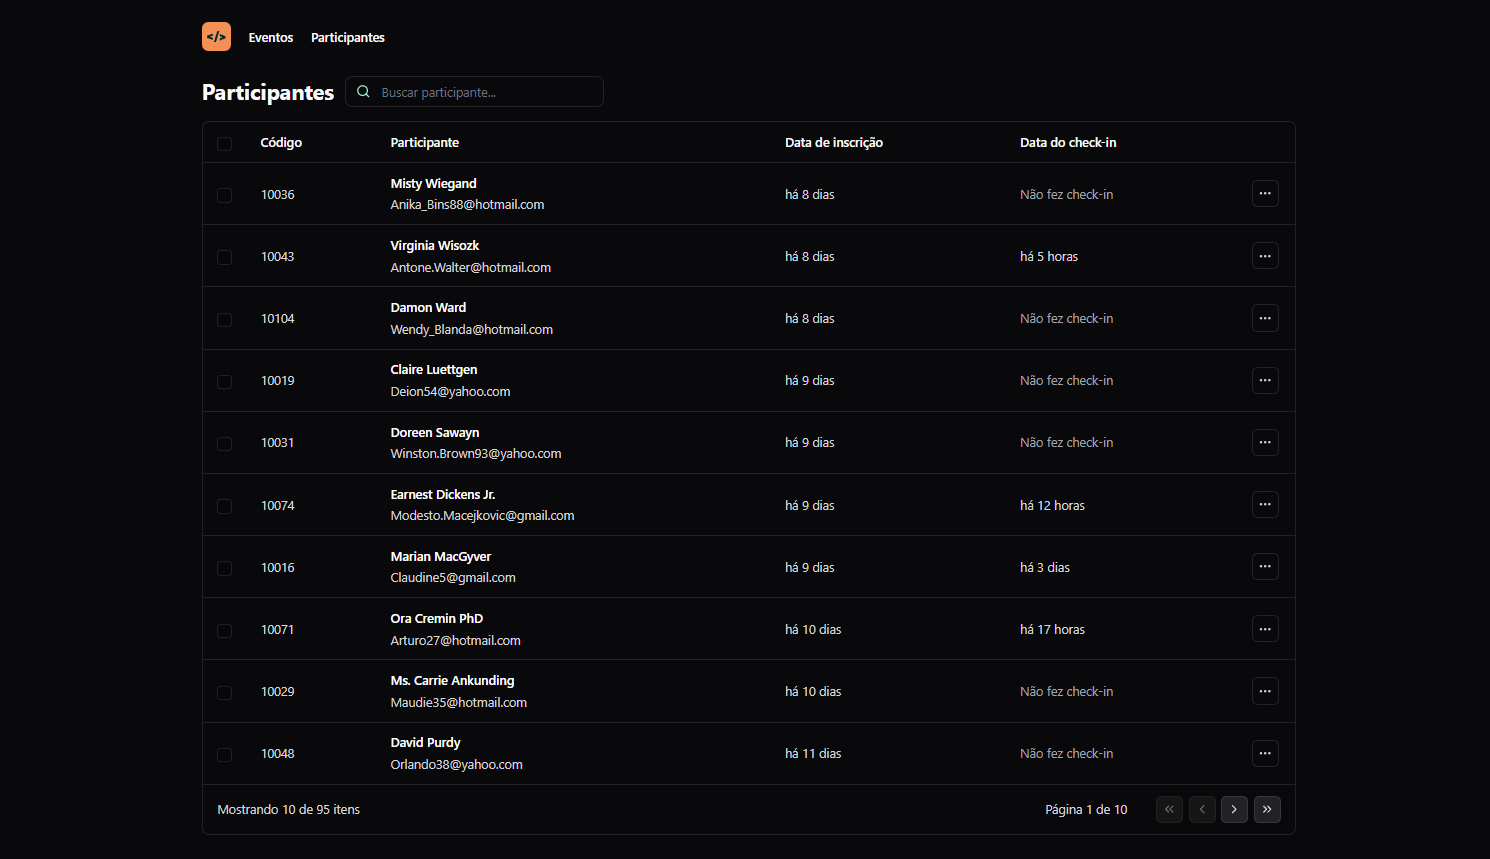 </> Eventos Participantes
Participantes Buscar participante...
Código Participante Data de inscrição Data do check-in
Misty Wiegand
10036 há 8 dias Não fez check-in
Anika_Bins88@hotmail.com
Virginia Wisozk
10043 há 8 dias há 5 horas
Antone.Walter@hotmail.com
Damon Ward
10104 há 8 dias Não fez check-in
Wendy_Blanda@hotmail.com
Claire Luettgen
10019 há 9 dias Não fez check-in
Deion54@yahoo.com
Doreen Sawayn
10031 há 9 dias Não fez check-in
Winston.Brown93@yahoo.com
Earnest Dickens Jr.
10074 há 9 dias há 12 horas
Modesto.Macejkovic@gmail.com
Marian MacGyver
10016 há 9 dias há 3 dias
Claudine5@gmail.com
Ora Cremin PhD
10071 há 10 dias há 17 horas
Arturo27@hotmail.com
Ms. Carrie Ankunding
10029 há 10 dias Não fez check-in
Maudie35@hotmail.com
David Purdy
10048 há 11 dias Não fez check-in
Orlando38@yahoo.com
Mostrando 10 de 95 itens Página 1 de 10